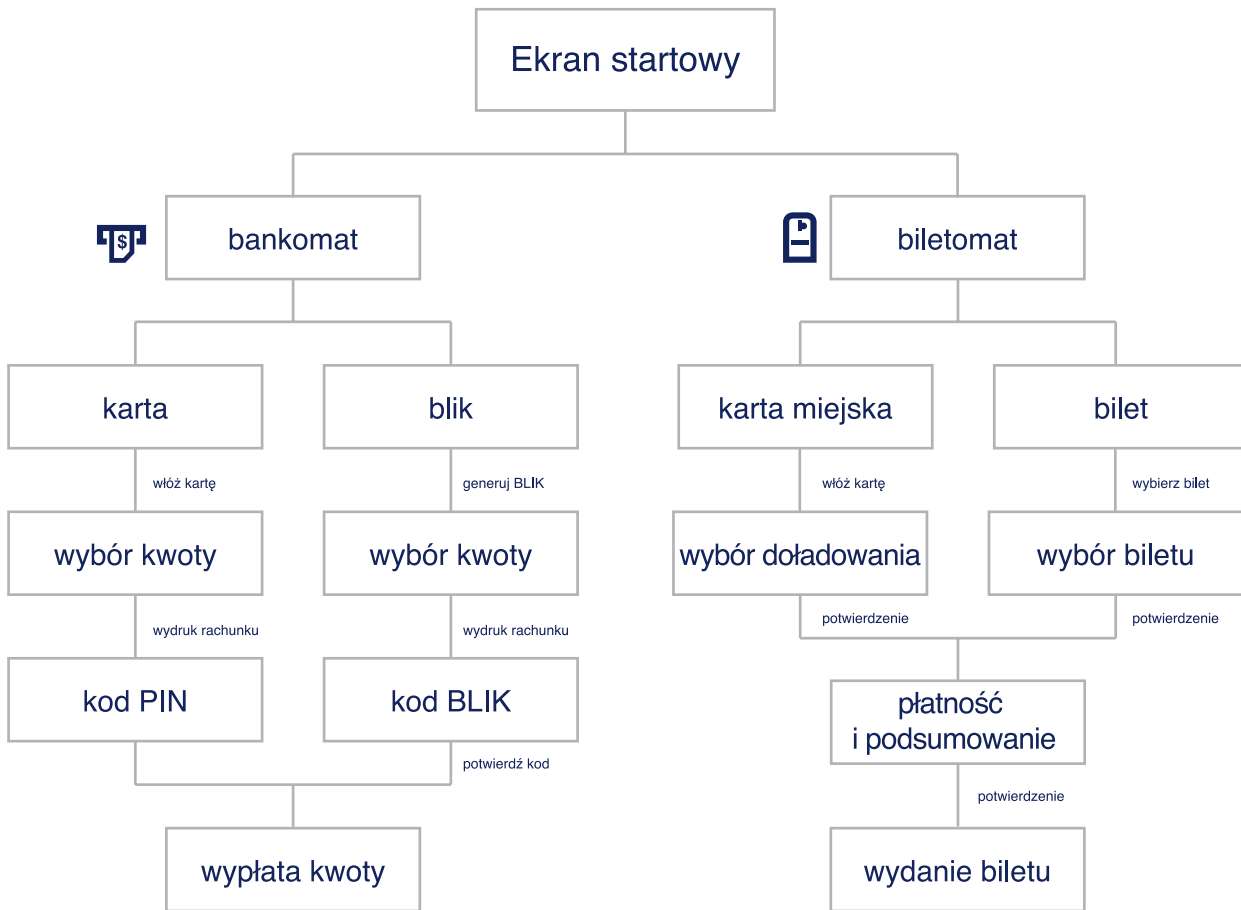 Ekran startowy
$
bankomat
biletomat
karta
blik
karta miejska
bilet
włóż kartę
generuj BLIK
włóż kartę
wybierz bilet
wybór kwoty
wybór kwoty
wybór doładowania
wybór biletu
wydruk rachunku
wydruk rachunku
potwierdzenie
potwierdzenie
kod PIN
kod BLIK
płatność
i podsumowanie
potwierdź kod
potwierdzenie
wypłata kwoty
wydanie biletu